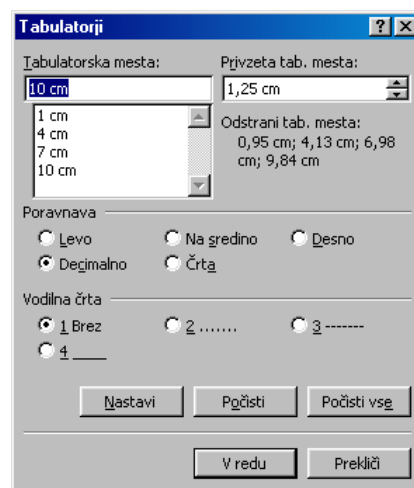 Tabulatorji
Tabulatorska mesta:
Privzeta tab. mesta:
10 cm
1,25 cm
1 cm
4 cm
7 cm
10 cm
Odstrani tab. mesta:
0,95 cm; 4,13 cm; 6,98
cm; 9,84 cm
Poravnava
Levo
Na sredino
Desno
Decimalno
Črta
Vodilna črta
1 Brez
2 .......
3 -------
4 ____
Nastavi
Počisti
Počisti vse
V redu
Prekliči